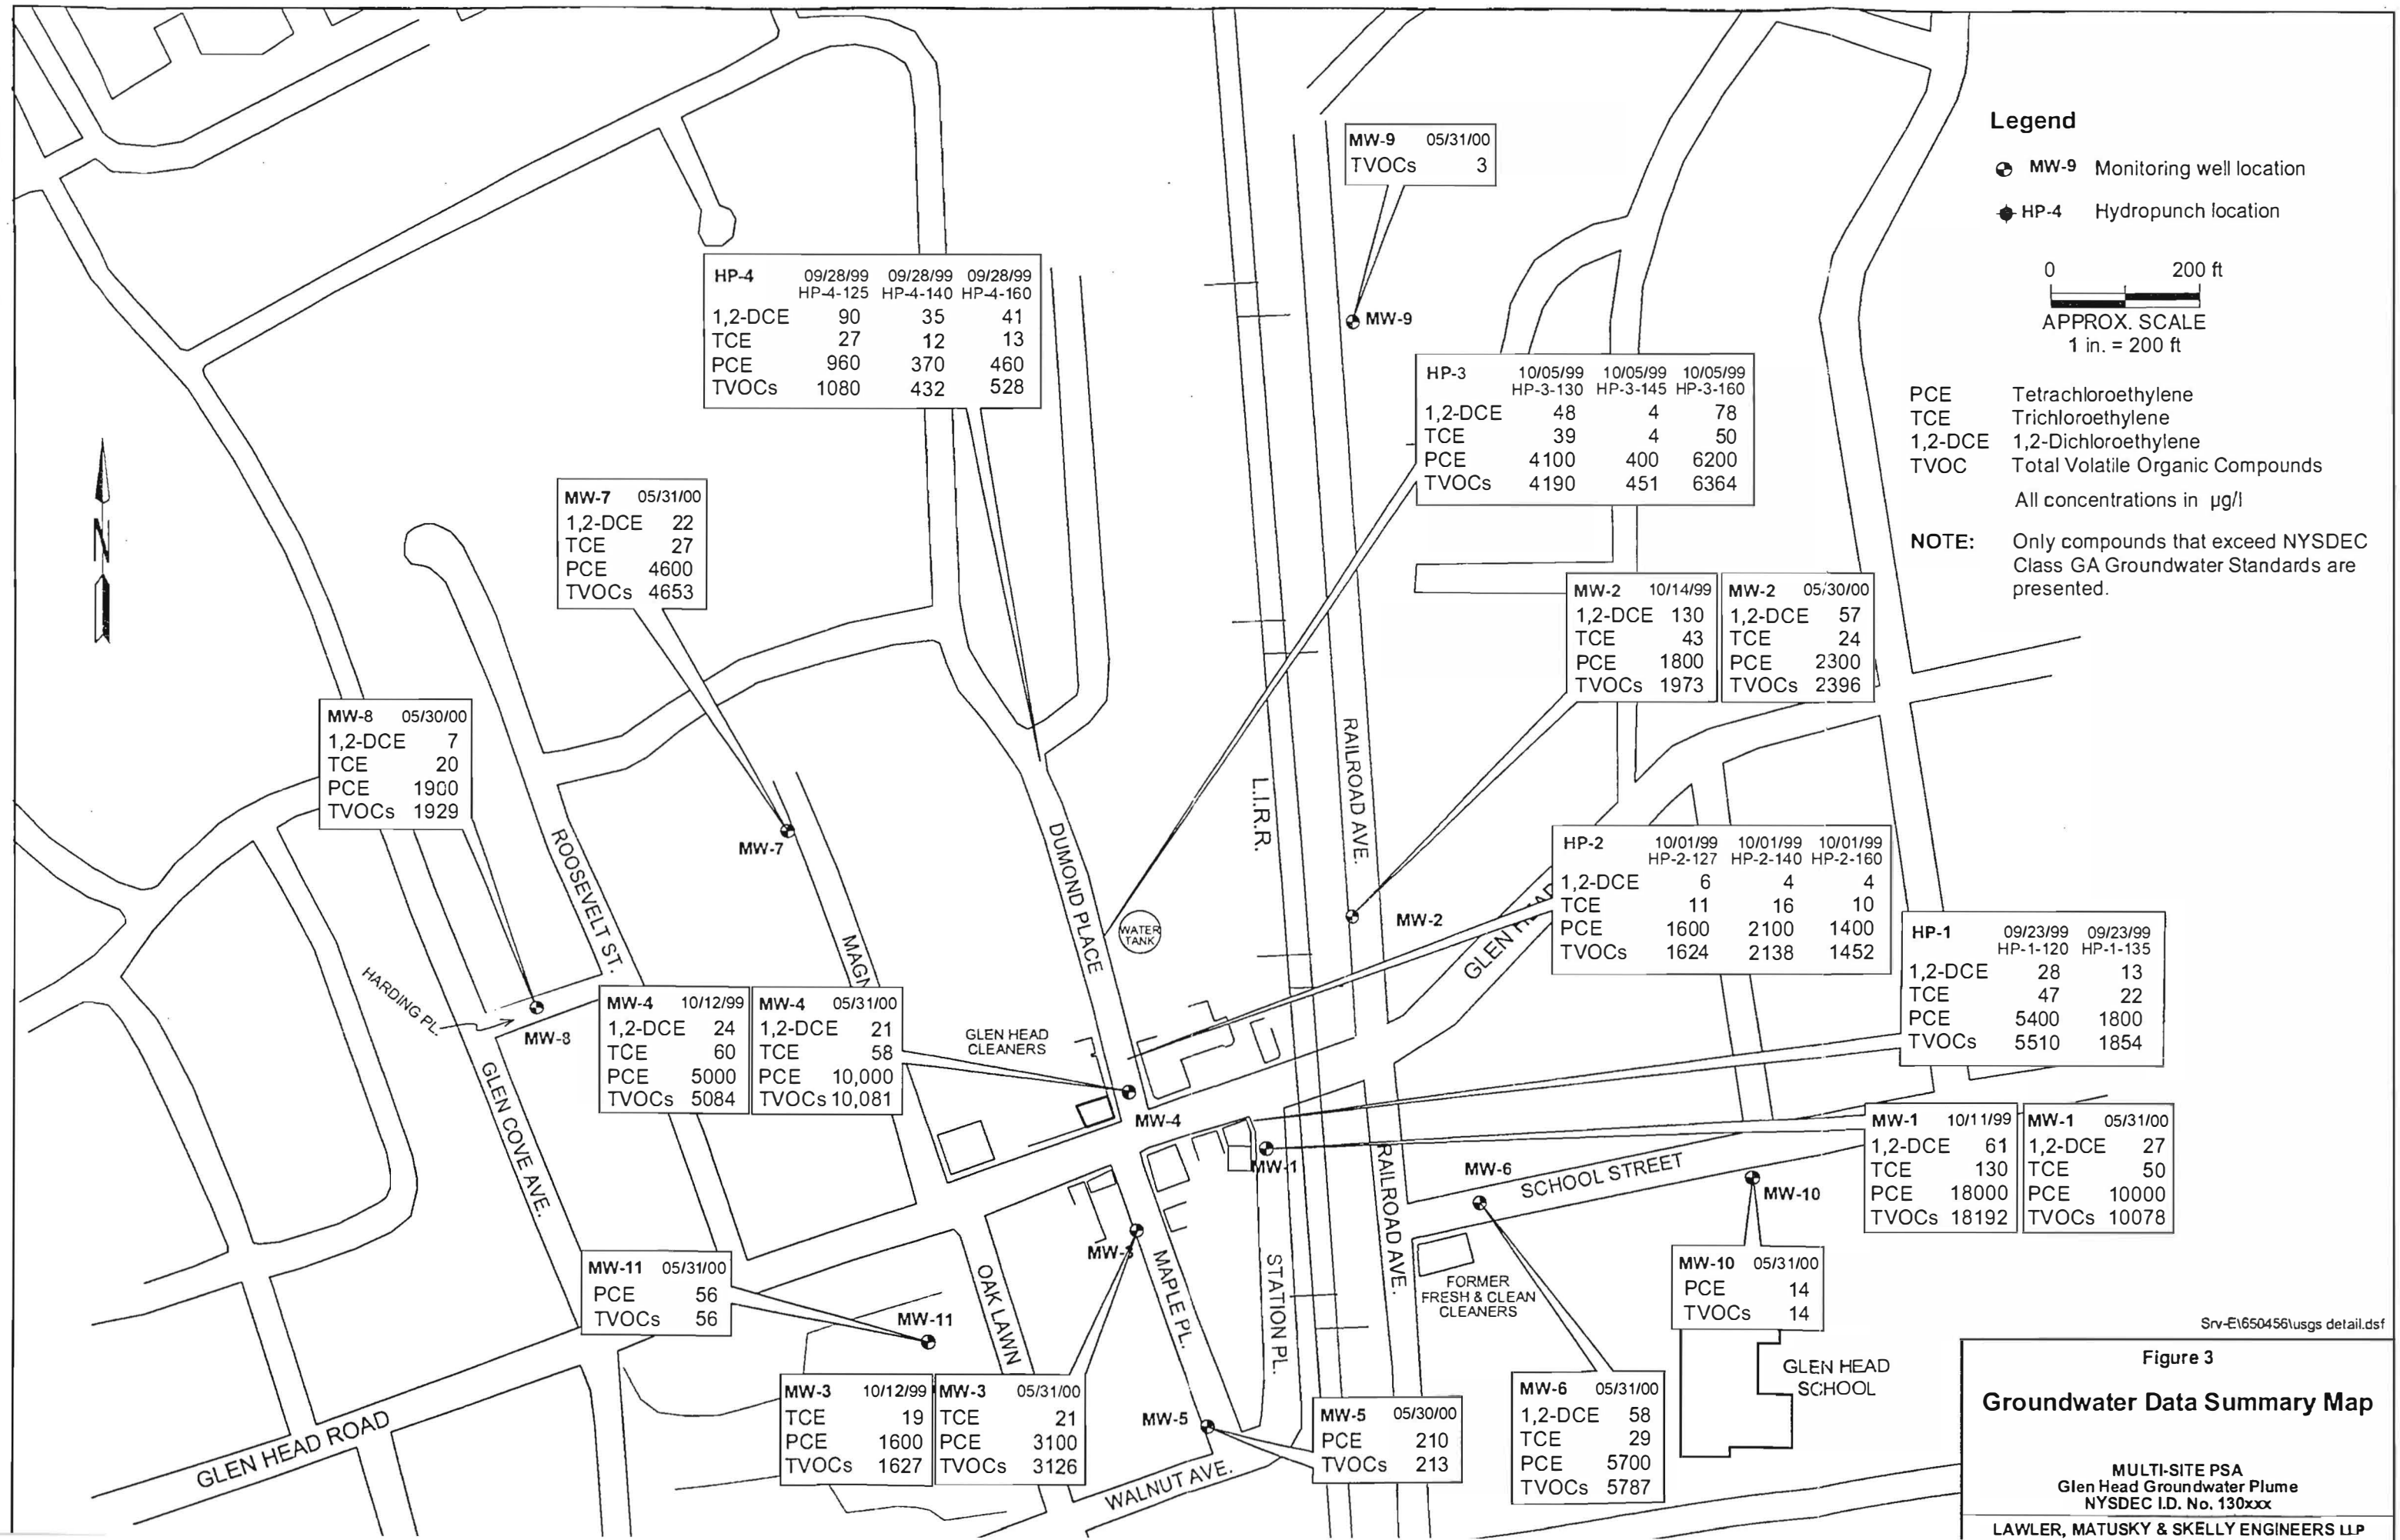 MW-9 05/31/00
TVOCs 3
Legend
MW-9 Monitoring well location
HP-4 Hydropunch location
0 200 ft
APPROX. SCALE
1 in. = 200 ft
PCE Tetrachloroethylene
TCE Trichloroethylene
1,2-DCE 1,2-Dichloroethylene
TVOC Total Volatile Organic Compounds
All concentrations in µg/l
NOTE: Only compounds that exceed NYSDEC
Class GA Groundwater Standards are
presented.
HP-4 09/28/99 09/28/99 09/28/99
HP-4-125 HP-4-140 HP-4-160
1,2-DCE 90 35 41
TCE 27 12 13
PCE 960 370 460
TVOCs 1080 432 528
MW-9
HP-3 10/05/99 10/05/99 10/05/99
HP-3-130 HP-3-145 HP-3-160
1,2-DCE 48 4 78
TCE 39 4 50
PCE 4100 400 6200
TVOCs 4190 451 6364
N
MW-7 05/31/00
1,2-DCE 22
TCE 27
PCE 4600
TVOCs 4653
MW-2 10/14/99
1,2-DCE 130
TCE 43
PCE 1800
TVOCs 1973
MW-2 05/30/00
1,2-DCE 57
TCE 24
PCE 2300
TVOCs 2396
MW-8 05/30/00
1,2-DCE 7
TCE 20
PCE 1900
TVOCs 1929
ROOSEVELT ST.
MW-7
MAGN
DUMOND PLACE
WATER
TANK
L.I.R.R.
RAILROAD AVE.
MW-2
GLEN HEAD
HP-2 10/01/99 10/01/99 10/01/99
HP-2-127 HP-2-140 HP-2-160
1,2-DCE 6 4 4
TCE 11 16 10
PCE 1600 2100 1400
TVOCs 1624 2138 1452
HP-1 09/23/99 09/23/99
HP-1-120 HP-1-135
1,2-DCE 28 13
TCE 47 22
PCE 5400 1800
TVOCs 5510 1854
HARDING PL.
MW-8
GLEN COVE AVE.
MW-4 10/12/99
1,2-DCE 24
TCE 60
PCE 5000
TVOCs 5084
MW-4 05/31/00
1,2-DCE 21
TCE 58
PCE 10,000
TVOCs 10,081
GLEN HEAD
CLEANERS
MW-4
MW-1
MW-1 10/11/99
1,2-DCE 61
TCE 130
PCE 18000
TVOCs 18192
MW-1 05/31/00
1,2-DCE 27
TCE 50
PCE 10000
TVOCs 10078
MW-6
SCHOOL STREET
MW-10
MW-3
MAPLE PL.
STATION PL.
RAILROAD AVE.
FORMER
FRESH & CLEAN
CLEANERS
MW-10 05/31/00
PCE 14
TVOCs 14
GLEN HEAD
SCHOOL
MW-11 05/31/00
PCE 56
TVOCs 56
MW-11
OAK LAWN
MW-3 10/12/99
TCE 19
PCE 1600
TVOCs 1627
MW-3 05/31/00
TCE 21
PCE 3100
TVOCs 3126
MW-5
MW-5 05/30/00
PCE 210
TVOCs 213
MW-6 05/31/00
1,2-DCE 58
TCE 29
PCE 5700
TVOCs 5787
GLEN HEAD ROAD
WALNUT AVE.
Srv-E\650456\usgs detail.dsf
Figure 3
Groundwater Data Summary Map
MULTI-SITE PSA
Glen Head Groundwater Plume
NYSDEC I.D. No. 130xxx
LAWLER, MATUSKY & SKELLY ENGINEERS LLP